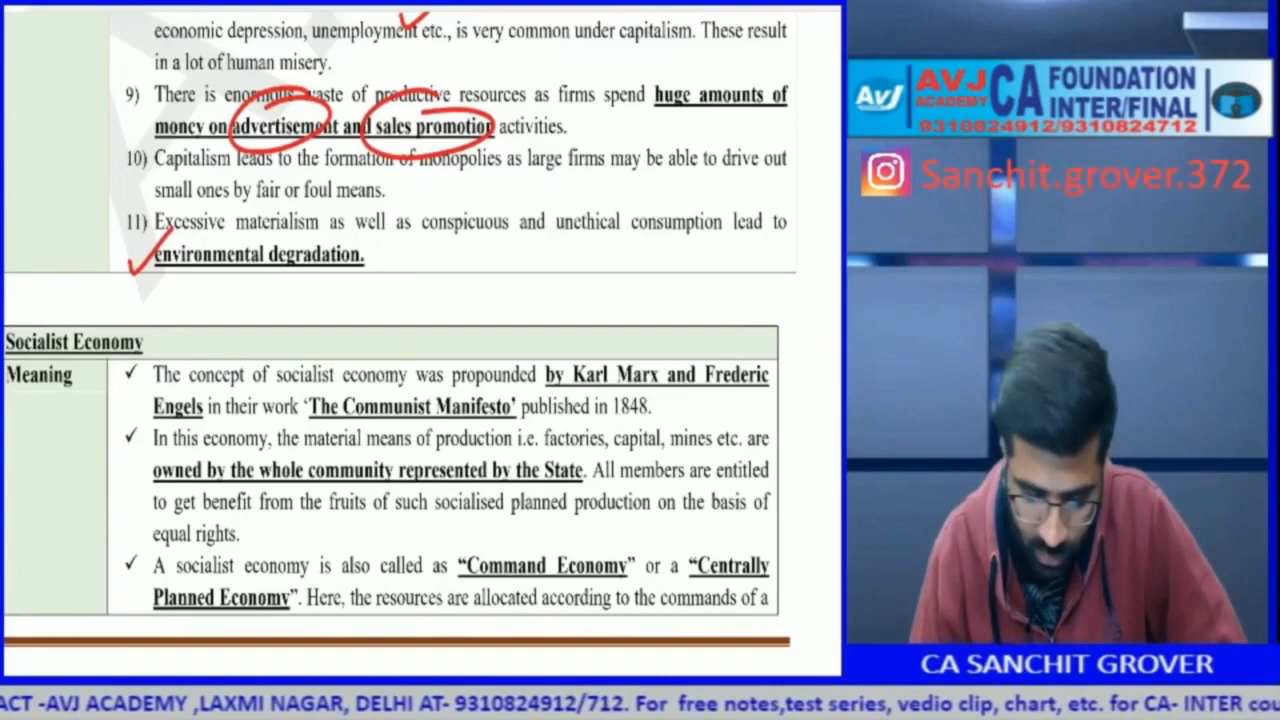 economic depression, unemployment etc., is very common under capitalism. These result
in a lot of human misery.
9) There is enormous waste of productive resources as firms spend huge amounts of
money on advertisement and sales promotion activities.
10) Capitalism leads to the formation of monopolies as large firms may be able to drive out
small ones by fair or foul means.
11) Excessive materialism as well as conspicuous and unethical consumption lead to
environmental degradation.
Socialist Economy
Meaning
✓ The concept of socialist economy was propounded by Karl Marx and Frederic
Engels in their work ‘The Communist Manifesto’ published in 1848.
✓ In this economy, the material means of production i.e. factories, capital, mines etc. are
owned by the whole community represented by the State. All members are entitled
to get benefit from the fruits of such socialised planned production on the basis of
equal rights.
✓ A socialist economy is also called as “Command Economy” or a “Centrally
Planned Economy”. Here, the resources are allocated according to the commands of a
AVJ
AVJ
ACADEMY
CA
FOUNDATION
INTER/FINAL
9310824912/9310824712
Sanchit.grover.372
CA SANCHIT GROVER
ACT -AVJ ACADEMY ,LAXMI NAGAR, DELHI AT- 9310824912/712. For free notes,test series, vedio clip, chart, etc. for CA- INTER cou